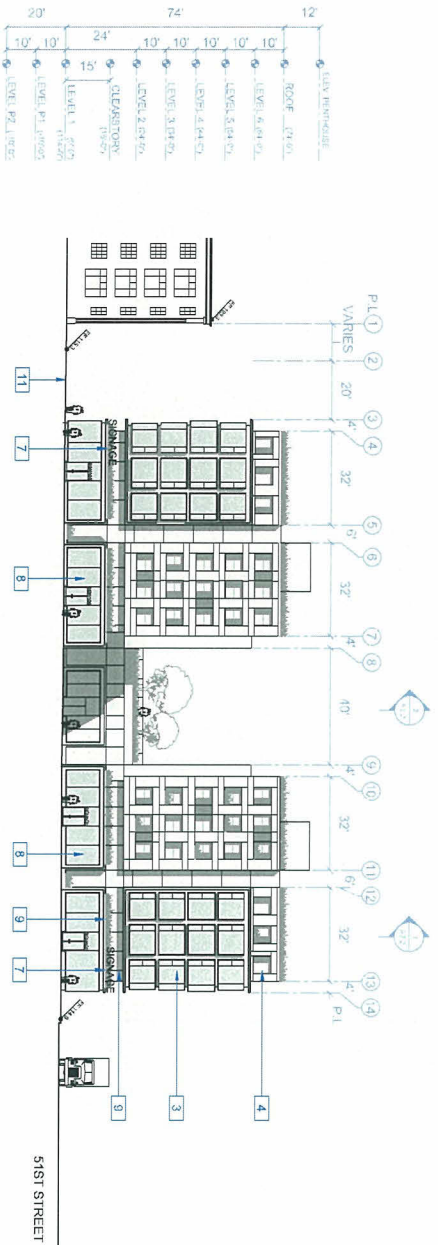 20'
74'
12'
10'
10'
24'
10'
10'
10'
10'
10'
15'
ELEV PENTHOUSE
ROOF
LEVEL 6
LEVEL 5
LEVEL 4
LEVEL 3
LEVEL 2
CLEARSTORY
LEVEL 1
LEVEL P1
LEVEL P2
P.L
1
VARIES
2
20'
3
4'
4
32'
5
6'
6
32'
7
4'
8
40'
9
4'
10
32'
11
6'
12
32'
13
4'
14
P.L
11
SIGNAGE
7
8
8
9
SIGNAGE
7
9
3
4
51ST STREET